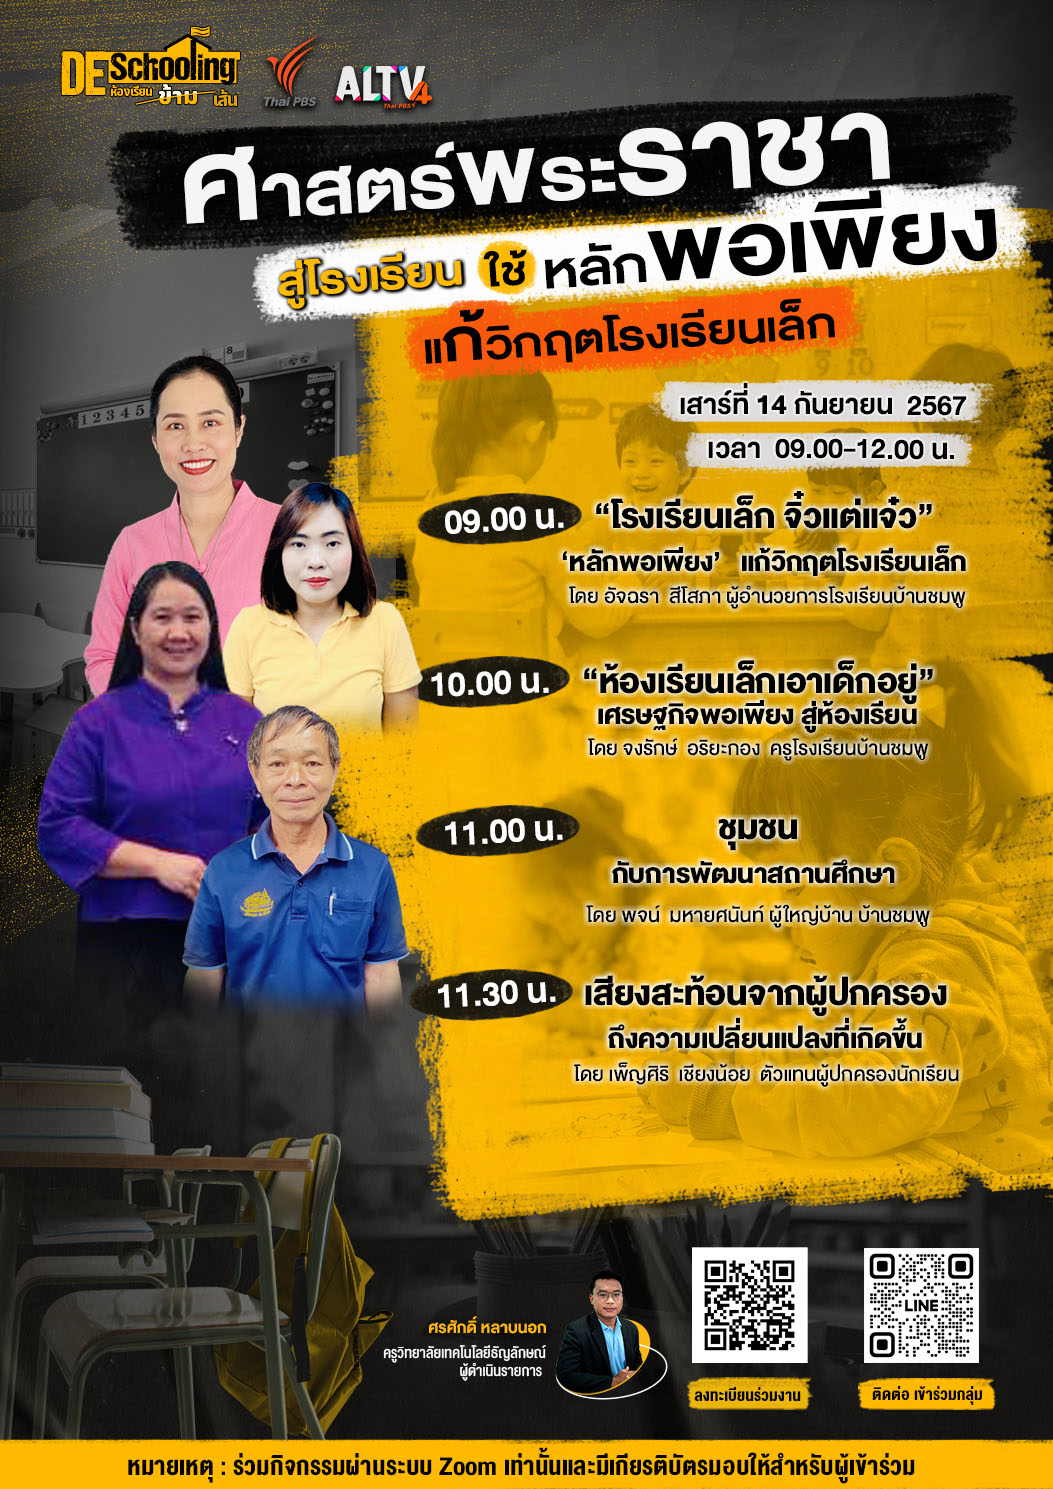 DESchooling
ห้องเรียน ข้าม เส้น
Thai PBS
ALTV4
Thai PBS
ศาสตร์พระราชา
สู่โรงเรียน ใช้ หลักพอเพียง
แก้วิกฤตโรงเรียนเล็ก
เสาร์ที่ 14 กันยายน 2567
เวลา 09.00-12.00 น.
1 2 3 4 5
09.00 น. “โรงเรียนเล็ก จิ๋วแต่แจ๋ว”
‘หลักพอเพียง’ แก้วิกฤตโรงเรียนเล็ก
โดย อัจฉรา สีโสภา ผู้อำนวยการโรงเรียนบ้านชมพู
10.00 น. “ห้องเรียนเล็กเอาเด็กอยู่”
เศรษฐกิจพอเพียง สู่ห้องเรียน
โดย จงรักษ์ อริยะกอง ครูโรงเรียนบ้านชมพู
11.00 น. ชุมชน
กับการพัฒนาสถานศึกษา
โดย พจน์ มหายศนันท์ ผู้ใหญ่บ้าน บ้านชมพู
11.30 น. เสียงสะท้อนจากผู้ปกครอง
ถึงความเปลี่ยนแปลงที่เกิดขึ้น
โดย เพ็ญศิริ เชียงน้อย ตัวแทนผู้ปกครองนักเรียน
ศรศักดิ์ หลาบนอก
ครูวิทยาลัยเทคโนโลยีธัญลักษณ์
ผู้ดำเนินรายการ
LINE
ลงทะเบียนร่วมงาน
ติดต่อ เข้าร่วมกลุ่ม
หมายเหตุ : ร่วมกิจกรรมผ่านระบบ Zoom เท่านั้นและมีเกียรติบัตรมอบให้สำหรับผู้เข้าร่วม